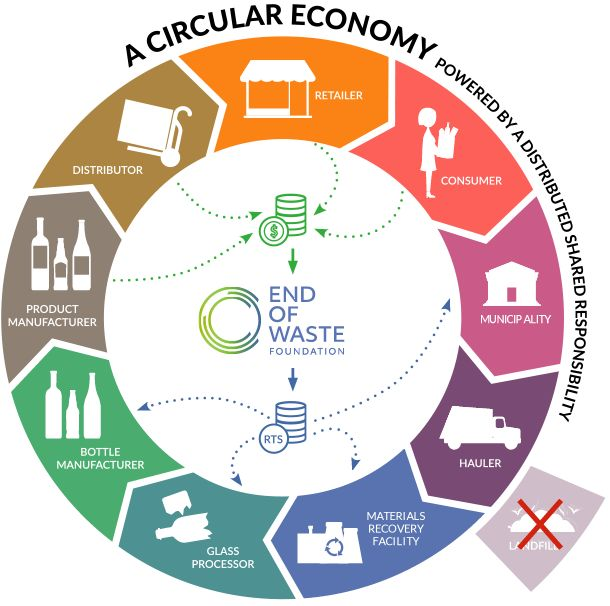 A CIRCULAR ECONOMY
POWERED BY A DISTRIBUTED SHARED RESPONSIBILITY
RETAILER
DISTRIBUTOR
CONSUMER
$
PRODUCT
MANUFACTURER
END
OF
WASTE
FOUNDATION
MUNICIPALITY
RTS
BOTTLE
MANUFACTURER
HAULER
GLASS
PROCESSOR
MATERIALS
RECOVERY
FACILITY
LANDFILL